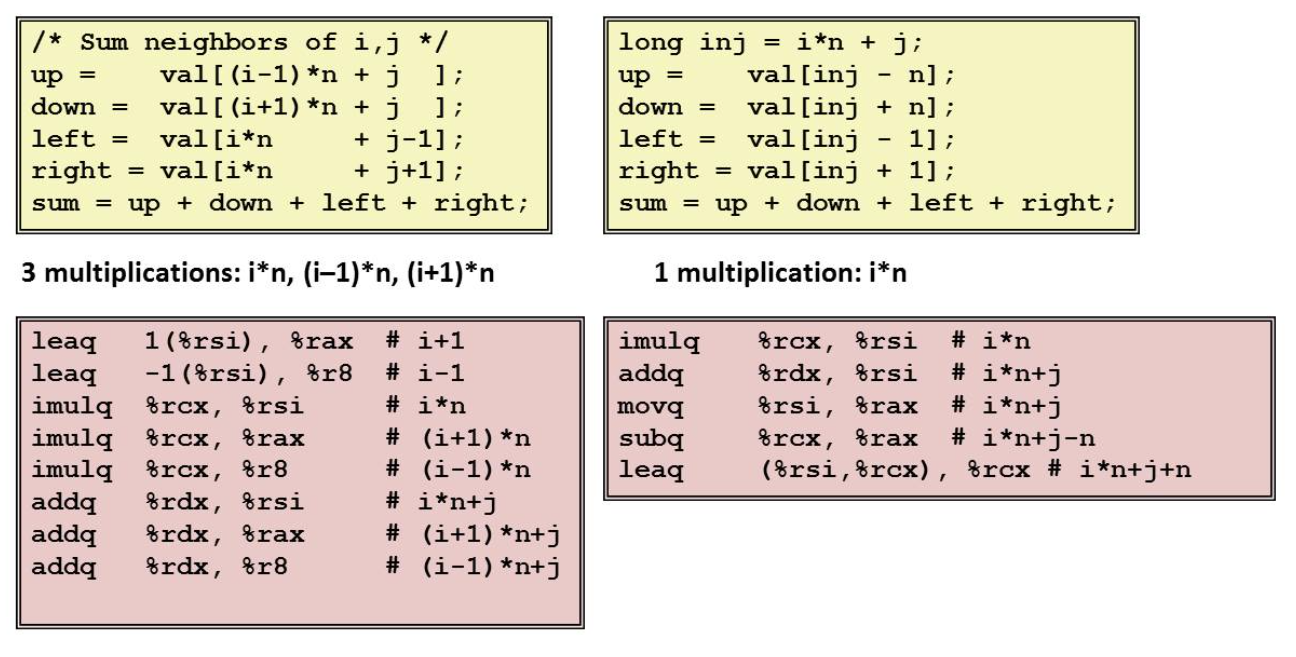 /* Sum neighbors of i,j */
up =    val[(i-1)*n + j  ];
down =  val[(i+1)*n + j  ];
left =  val[i*n     + j-1];
right = val[i*n     + j+1];
sum = up + down + left + right;
3 multiplications: i*n, (i–1)*n, (i+1)*n
leaq   1(%rsi), %rax  # i+1
leaq   -1(%rsi), %r8  # i-1
imulq  %rcx, %rsi     # i*n
imulq  %rcx, %rax     # (i+1)*n
imulq  %rcx, %r8      # (i-1)*n
addq   %rdx, %rsi     # i*n+j
addq   %rdx, %rax     # (i+1)*n+j
addq   %rdx, %r8      # (i-1)*n+j
long inj = i*n + j;
up =    val[inj - n];
down =  val[inj + n];
left =  val[inj - 1];
right = val[inj + 1];
sum = up + down + left + right;
1 multiplication: i*n
imulq   %rcx, %rsi  # i*n
addq    %rdx, %rsi  # i*n+j
movq    %rsi, %rax  # i*n+j
subq    %rcx, %rax  # i*n+j-n
leaq    (%rsi,%rcx), %rcx # i*n+j+n